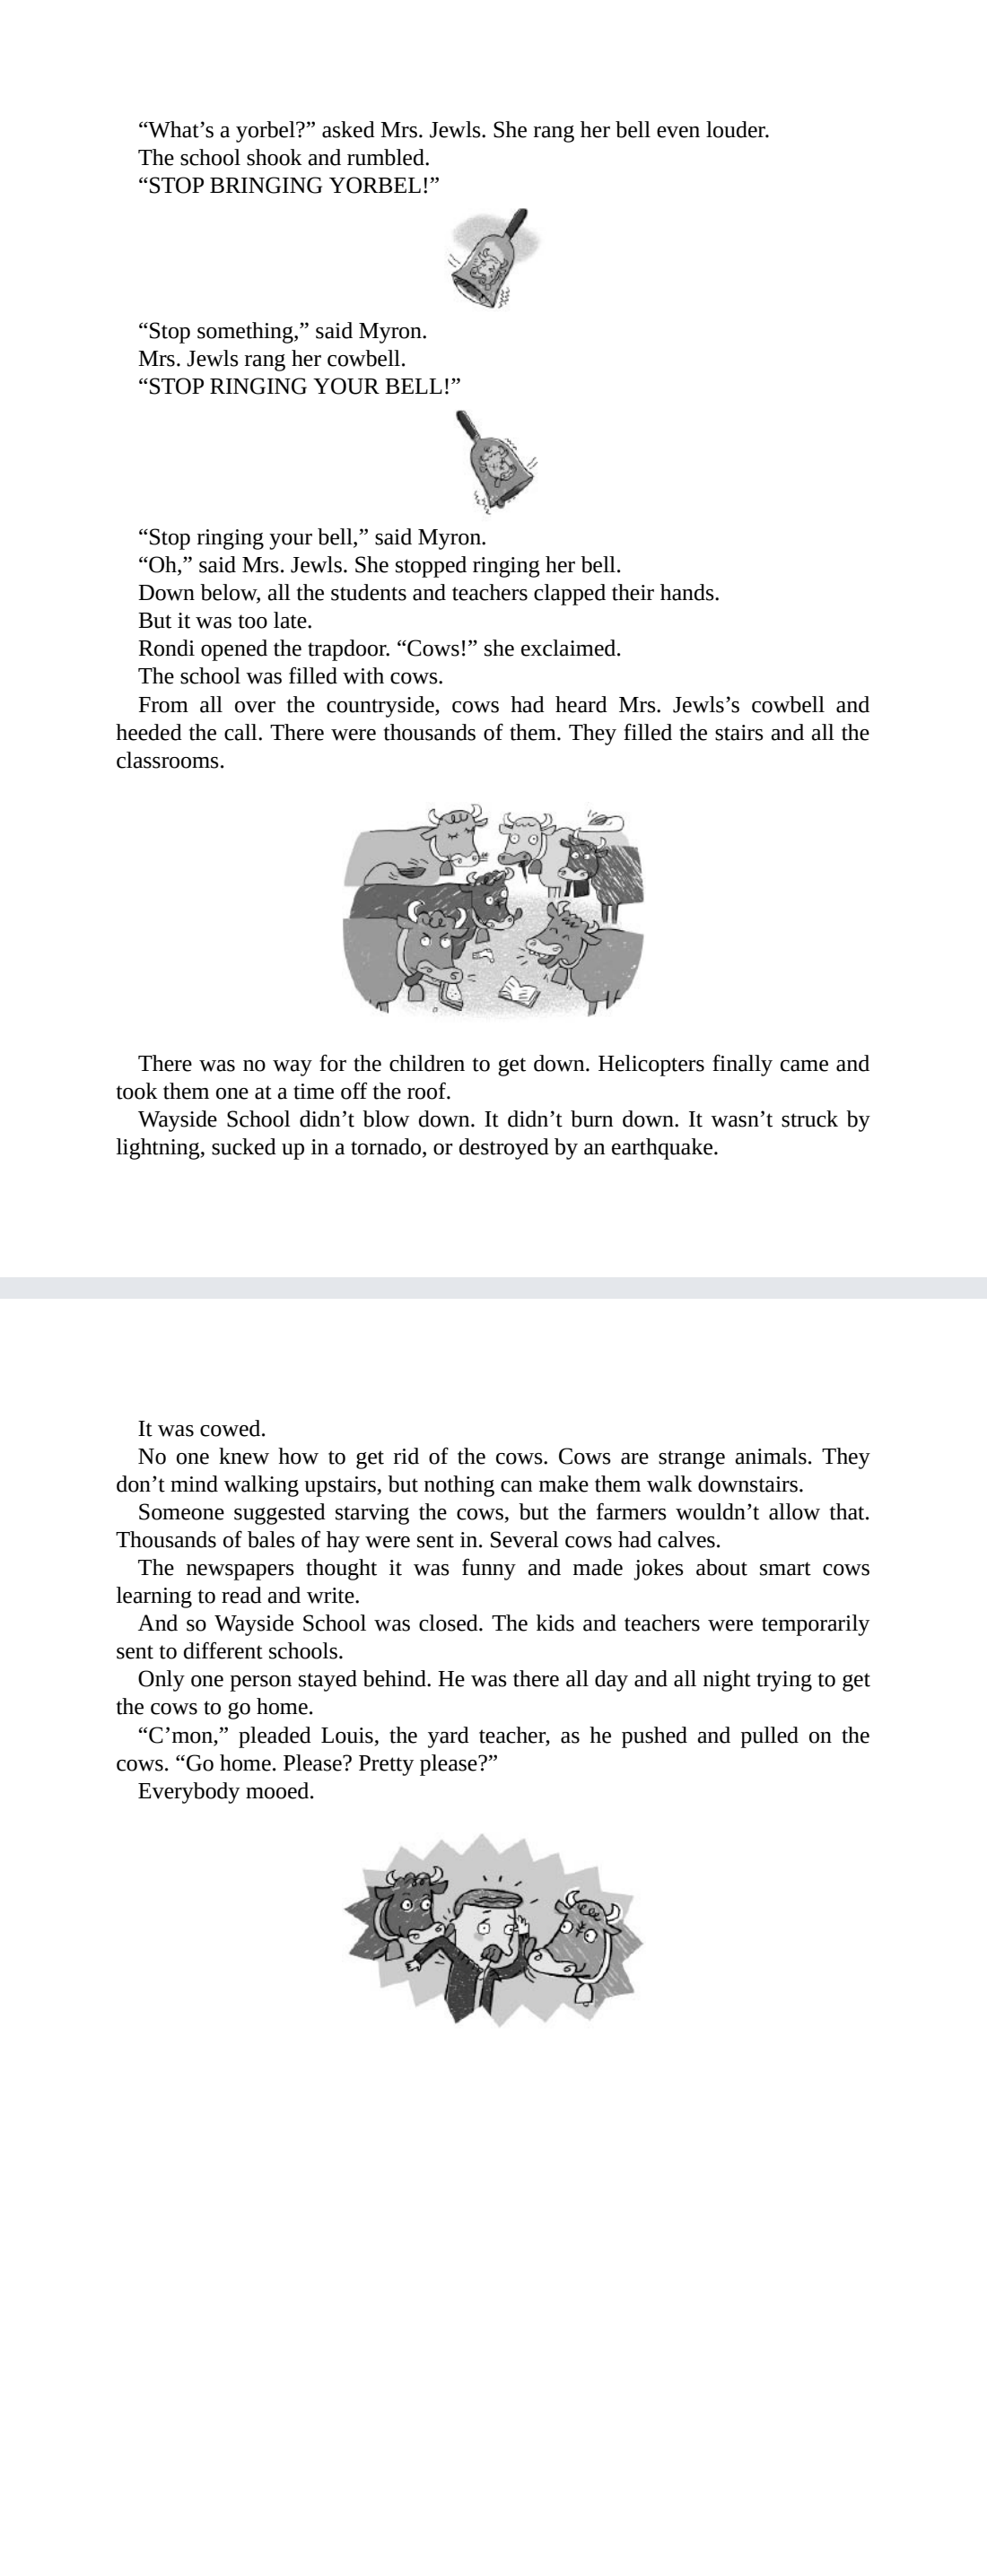 “What’s a yorbel?” asked Mrs. Jewls. She rang her bell even louder.
The school shook and rumbled.
“STOP BRINGING YORBEL!”
“Stop something,” said Myron.
Mrs. Jewls rang her cowbell.
“STOP RINGING YOUR BELL!”
“Stop ringing your bell,” said Myron.
“Oh,” said Mrs. Jewls. She stopped ringing her bell.
Down below, all the students and teachers clapped their hands.
But it was too late.
Rondi opened the trapdoor. “Cows!” she exclaimed.
The school was filled with cows.
From all over the countryside, cows had heard Mrs. Jewls’s cowbell and
heeded the call. There were thousands of them. They filled the stairs and all the
classrooms.
There was no way for the children to get down. Helicopters finally came and
took them one at a time off the roof.
Wayside School didn’t blow down. It didn’t burn down. It wasn’t struck by
lightning, sucked up in a tornado, or destroyed by an earthquake.
It was cowed.
No one knew how to get rid of the cows. Cows are strange animals. They
don’t mind walking upstairs, but nothing can make them walk downstairs.
Someone suggested starving the cows, but the farmers wouldn’t allow that.
Thousands of bales of hay were sent in. Several cows had calves.
The newspapers thought it was funny and made jokes about smart cows
learning to read and write.
And so Wayside School was closed. The kids and teachers were temporarily
sent to different schools.
Only one person stayed behind. He was there all day and all night trying to get
the cows to go home.
“C’mon,” pleaded Louis, the yard teacher, as he pushed and pulled on the
cows. “Go home. Please? Pretty please?”
Everybody mooed.